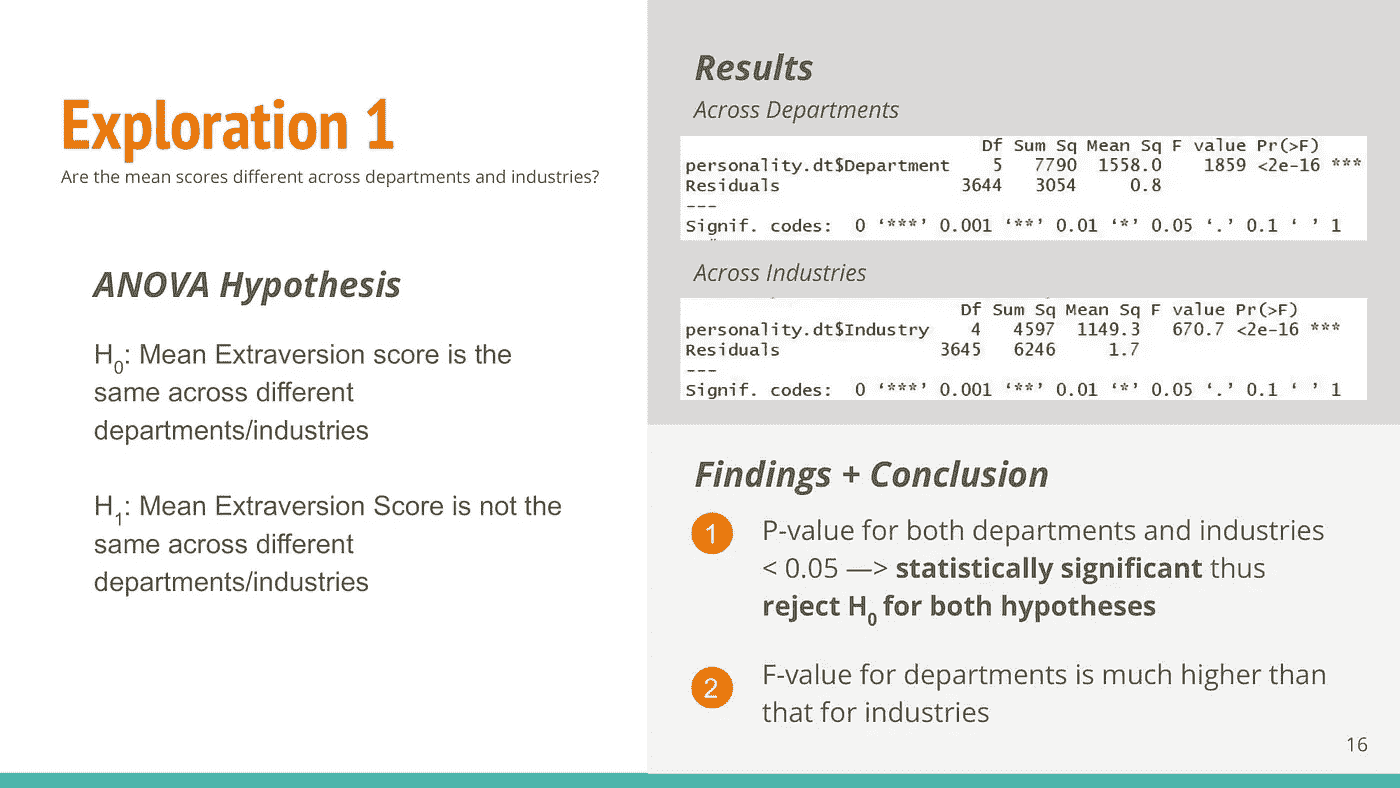 Exploration 1
Are the mean scores different across departments and industries?
ANOVA Hypothesis
H0: Mean Extraversion score is the
same across different
departments/industries
H1: Mean Extraversion Score is not the
same across different
departments/industries
Results
Across Departments
Df Sum Sq Mean Sq F value Pr(>F)
personality.dt$Department 5 7790 1558.0 1859 <2e-16 ***
Residuals 3644 3054 0.8
---
Signif. codes: 0 ‘***’ 0.001 ‘**’ 0.01 ‘*’ 0.05 ‘.’ 0.1 ‘ ’ 1
Across Industries
Df Sum Sq Mean Sq F value Pr(>F)
personality.dt$Industry 4 4597 1149.3 670.7 <2e-16 ***
Residuals 3645 6246 1.7
---
Signif. codes: 0 ‘***’ 0.001 ‘**’ 0.01 ‘*’ 0.05 ‘.’ 0.1 ‘ ’ 1
Findings + Conclusion
1 P-value for both departments and industries
< 0.05 —> statistically significant thus
reject H0 for both hypotheses
2 F-value for departments is much higher than
that for industries
16